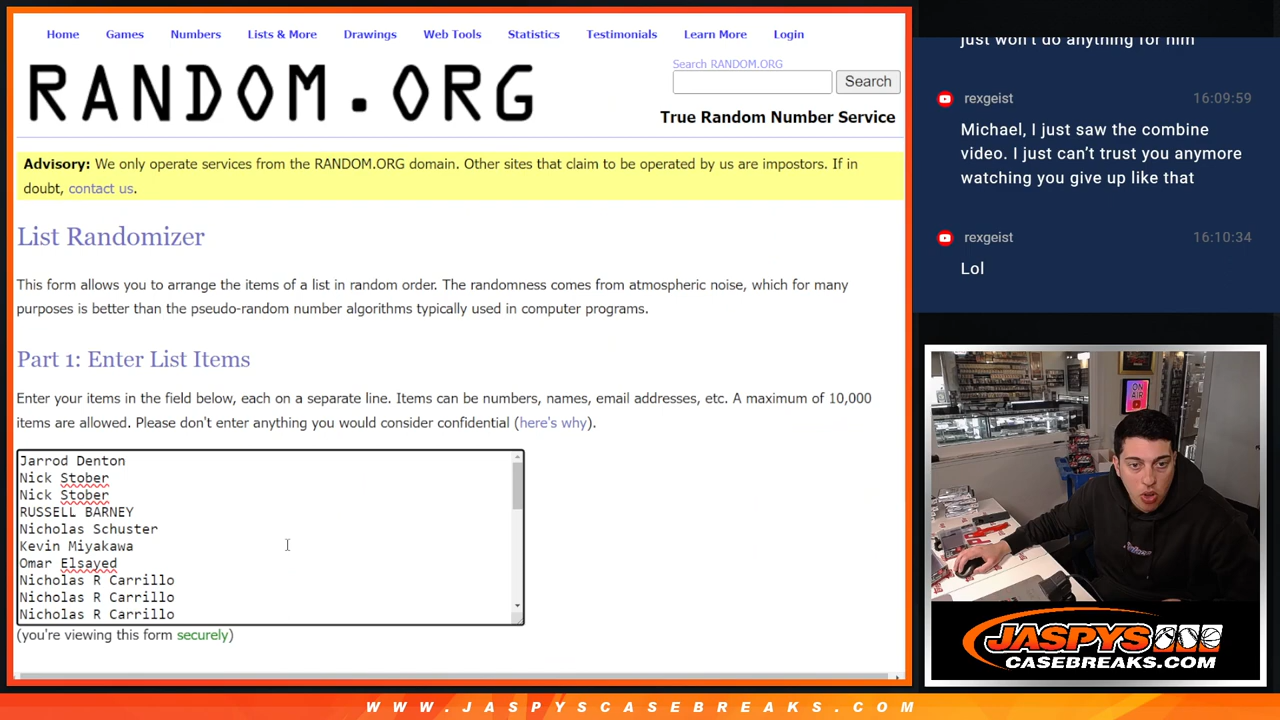 Home Games Numbers Lists & More Drawings Web Tools Statistics Testimonials Learn More Login
RANDOM.ORG
Search RANDOM.ORG
Search
True Random Number Service
Advisory: We only operate services from the RANDOM.ORG domain. Other sites that claim to be operated by us are impostors. If in
doubt, contact us.
List Randomizer
This form allows you to arrange the items of a list in random order. The randomness comes from atmospheric noise, which for many
purposes is better than the pseudo-random number algorithms typically used in computer programs.
Part 1: Enter List Items
Enter your items in the field below, each on a separate line. Items can be numbers, names, email addresses, etc. A maximum of 10,000
items are allowed. Please don't enter anything you would consider confidential (here's why).
Jarrod Denton
Nick Stober
Nick Stober
RUSSELL BARNEY
Nicholas Schuster
Kevin Miyakawa
Omar Elsayed
Nicholas R Carrillo
Nicholas R Carrillo
Nicholas R Carrillo
(you're viewing this form securely)
just won't do anything for him
rexgeist 16:09:59
Michael, I just saw the combine
video. I just can't trust you anymore
watching you give up like that
rexgeist 16:10:34
Lol
ON
AIR
JASPYS
CASEBREAKS.COM
WWW.JASPYSCASEBREAKS.COM